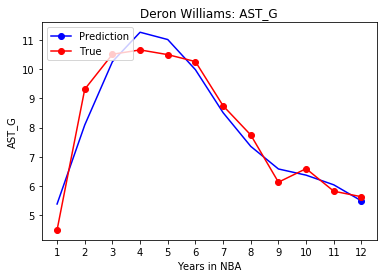 Deron Williams: AST_G
Prediction
True
AST_G
11
10
9
8
7
6
5
1 2 3 4 5 6 7 8 9 10 11 12
Years in NBA